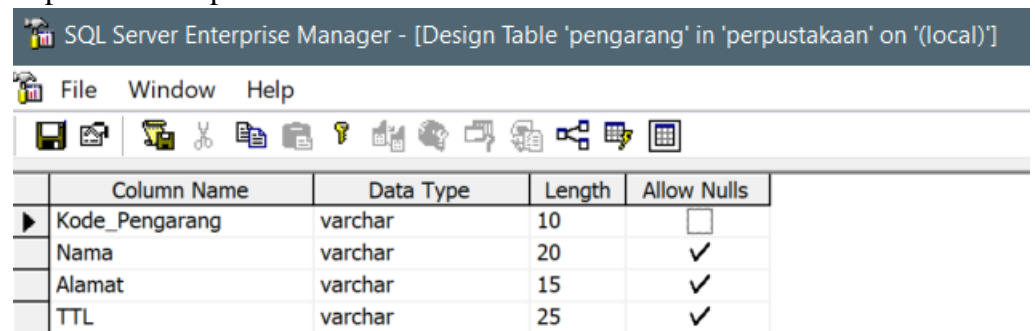 SQL Server Enterprise Manager - [Design Table 'pengarang' in 'perpustakaan' on '(local)']
File Window Help
Column Name Data Type Length Allow Nulls
Kode_Pengarang varchar 10
Nama varchar 20
Alamat varchar 15
TTL varchar 25